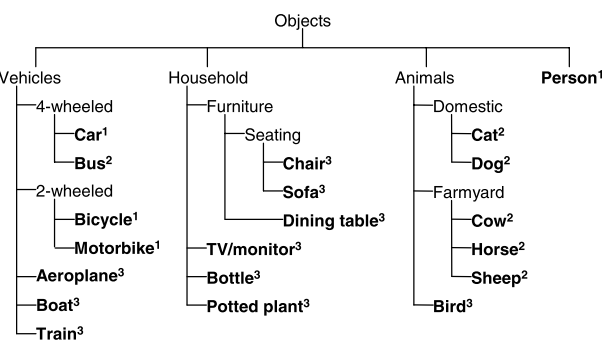 Objects
Vehicles
4-wheeled
Car¹
Bus²
2-wheeled
Bicycle¹
Motorbike¹
Aeroplane³
Boat³
Train³
Household
Furniture
Seating
Chair³
Sofa³
Dining table³
TV/monitor³
Bottle³
Potted plant³
Animals
Domestic
Cat²
Dog²
Farmyard
Cow²
Horse²
Sheep²
Bird³
Person¹